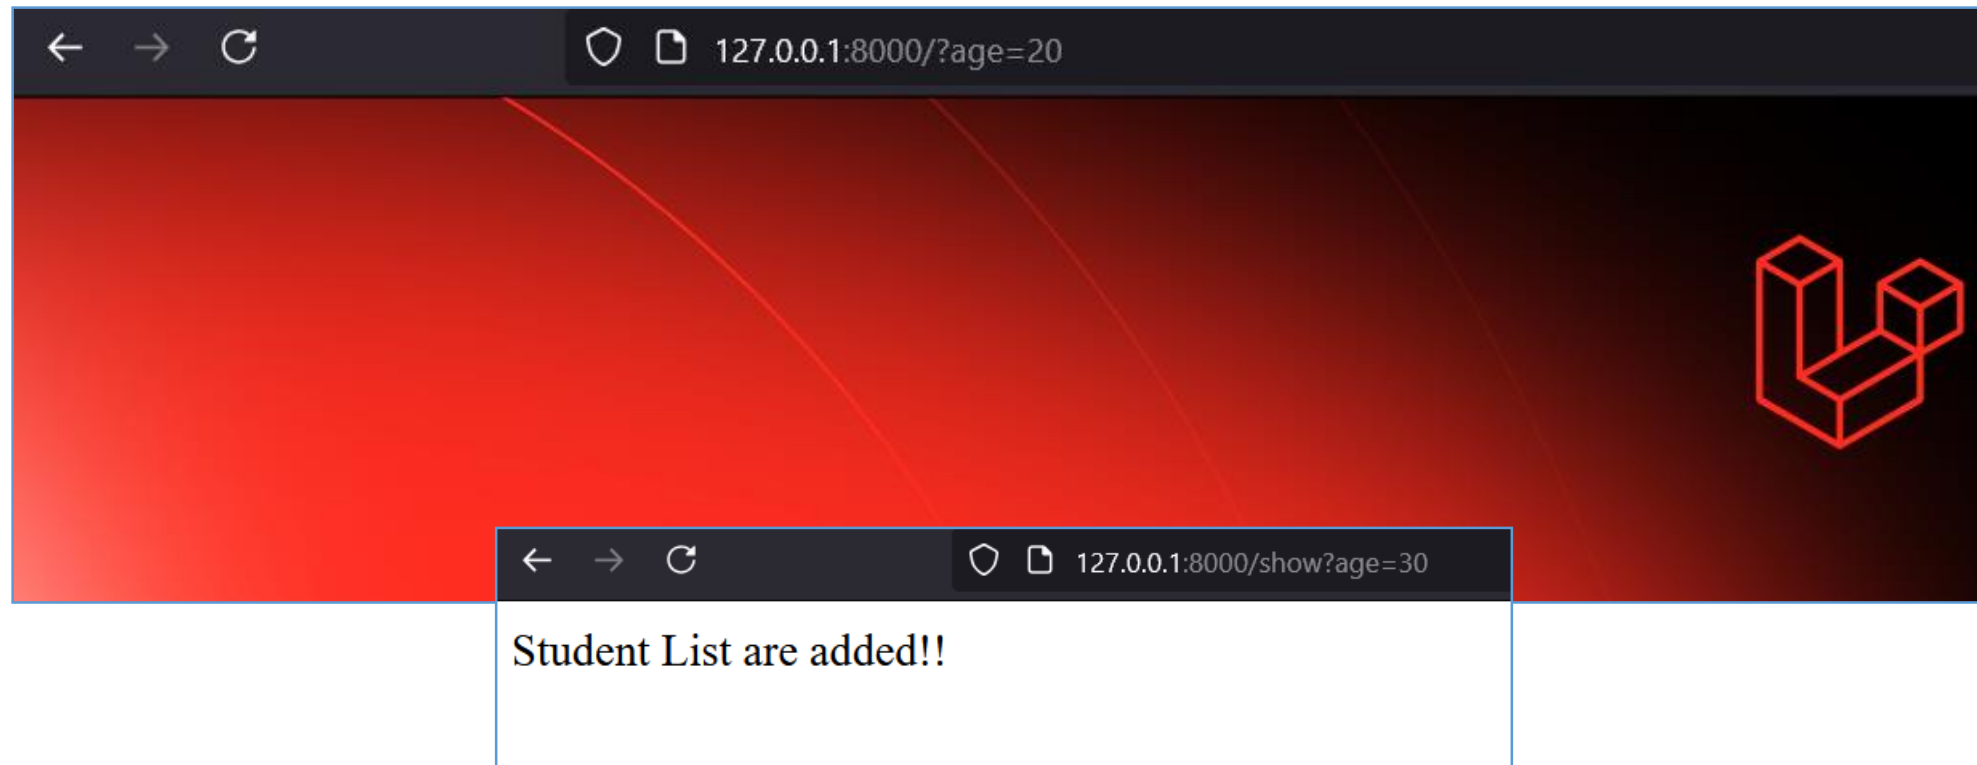 127.0.0.1:8000/?age=20
127.0.0.1:8000/show?age=30
Student List are added!!